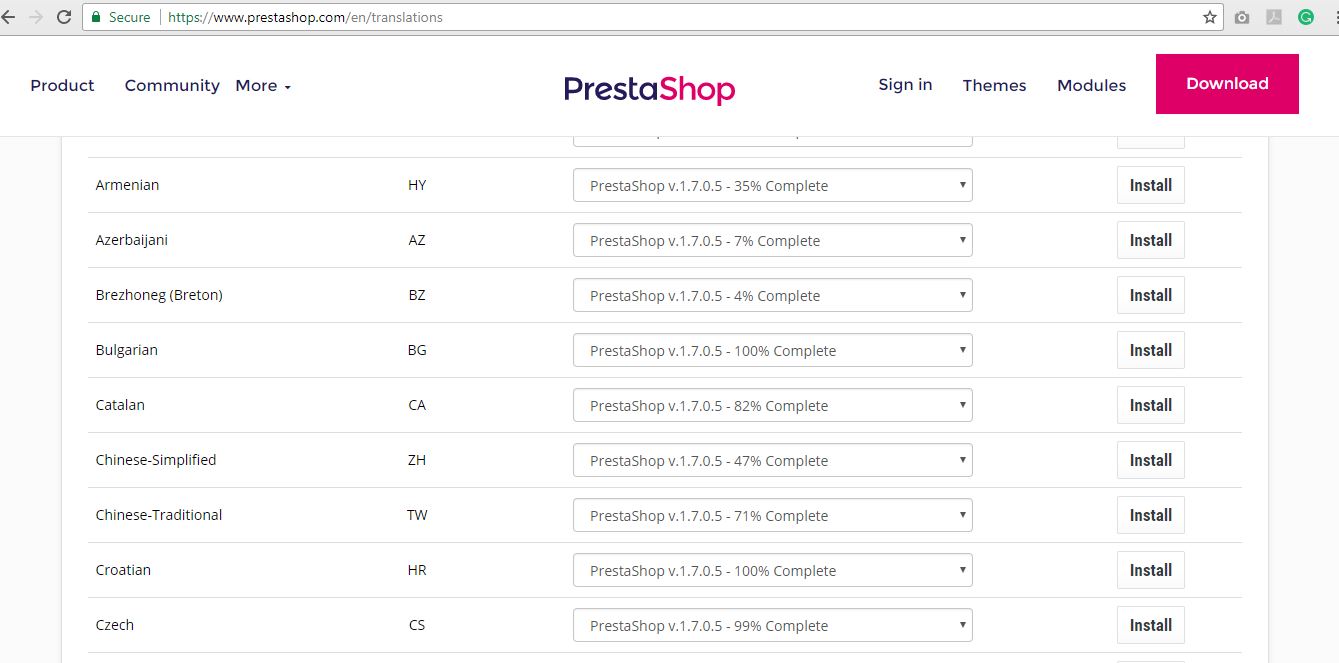 Secure https://www.prestashop.com/en/translations
Product Community More PrestaShop Sign in Themes Modules Download
Armenian HY PrestaShop v.1.7.0.5 - 35% Complete Install
Azerbaijani AZ PrestaShop v.1.7.0.5 - 7% Complete Install
Brezhoneg (Breton) BZ PrestaShop v.1.7.0.5 - 4% Complete Install
Bulgarian BG PrestaShop v.1.7.0.5 - 100% Complete Install
Catalan CA PrestaShop v.1.7.0.5 - 82% Complete Install
Chinese-Simplified ZH PrestaShop v.1.7.0.5 - 47% Complete Install
Chinese-Traditional TW PrestaShop v.1.7.0.5 - 71% Complete Install
Croatian HR PrestaShop v.1.7.0.5 - 100% Complete Install
Czech CS PrestaShop v.1.7.0.5 - 99% Complete Install